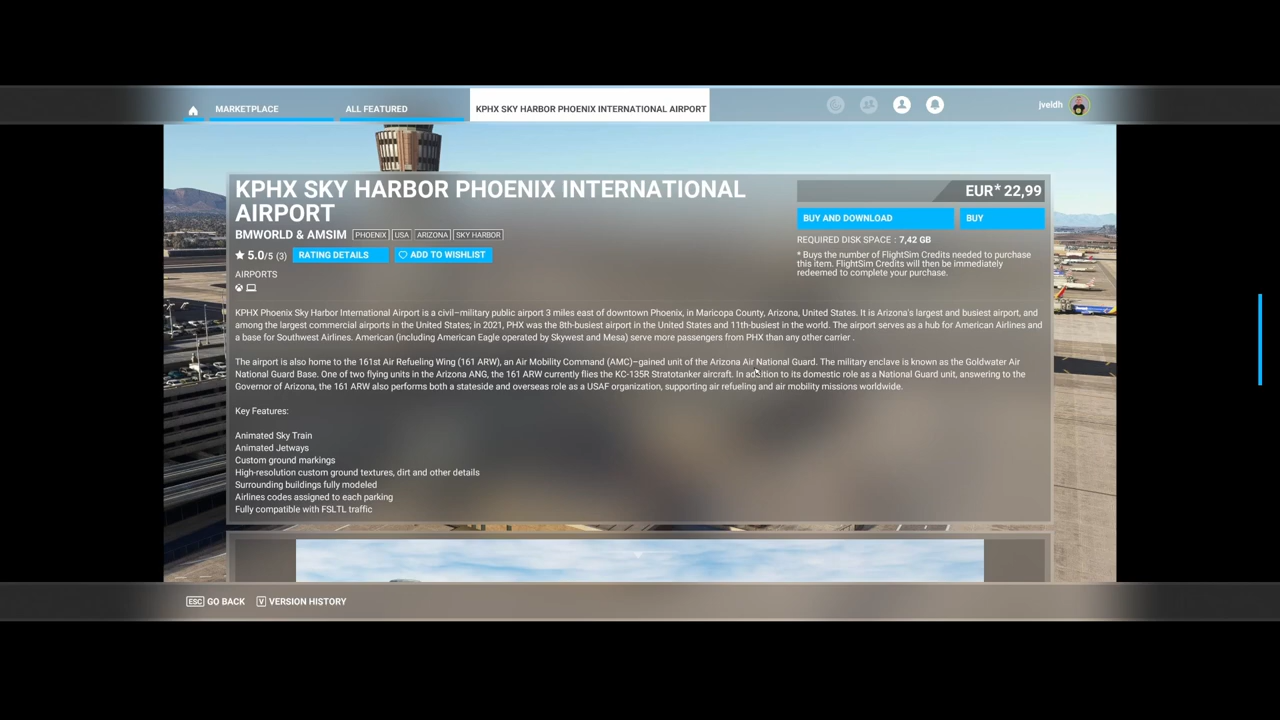 MARKETPLACE
ALL FEATURED
KPHX SKY HARBOR PHOENIX INTERNATIONAL AIRPORT
jveldh
KPHX SKY HARBOR PHOENIX INTERNATIONAL
AIRPORT
BMWORLD & AMSIM PHOENIX USA ARIZONA SKY HARBOR
5.0/5 (3) RATING DETAILS ADD TO WISHLIST
AIRPORTS
EUR* 22,99
BUY AND DOWNLOAD BUY
REQUIRED DISK SPACE : 7,42 GB
* Buys the number of FlightSim Credits needed to purchase
this item. FlightSim Credits will then be immediately
redeemed to complete your purchase.
KPHX Phoenix Sky Harbor International Airport is a civil–military public airport 3 miles east of downtown Phoenix, in Maricopa County, Arizona, United States. It is Arizona's largest and busiest airport, and
among the largest commercial airports in the United States; in 2021, PHX was the 8th-busiest airport in the United States and 11th-busiest in the world. The airport serves as a hub for American Airlines and
a base for Southwest Airlines. American (including American Eagle operated by Skywest and Mesa) serve more passengers from PHX than any other carrier .
The airport is also home to the 161st Air Refueling Wing (161 ARW), an Air Mobility Command (AMC)–gained unit of the Arizona Air National Guard. The military enclave is known as the Goldwater Air
National Guard Base. One of two flying units in the Arizona ANG, the 161 ARW currently flies the KC-135R Stratotanker aircraft. In addition to its domestic role as a National Guard unit, answering to the
Governor of Arizona, the 161 ARW also performs both a stateside and overseas role as a USAF organization, supporting air refueling and air mobility missions worldwide.
Key Features:
Animated Sky Train
Animated Jetways
Custom ground markings
High-resolution custom ground textures, dirt and other details
Surrounding buildings fully modeled
Airlines codes assigned to each parking
Fully compatible with FSLTL traffic
ESC GO BACK V VERSION HISTORY